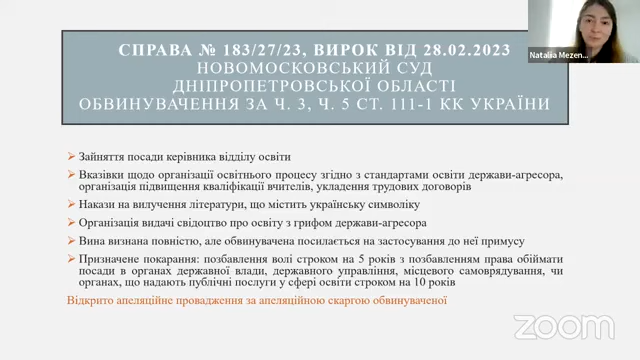 СПРАВА № 183/27/23, ВИРОК ВІД 28.02.2023
НОВОМОСКОВСЬКИЙ СУД
ДНІПРОПЕТРОВСЬКОЇ ОБЛАСТІ
ОБВИНУВАЧЕННЯ ЗА Ч. 3, Ч. 5 СТ. 111-1 КК УКРАЇНИ
Nataliia Mezen...
Зайняття посади керівника відділу освіти
Вказівки щодо організації освітнього процесу згідно з стандартами освіти держави-агресора,
організація підвищення кваліфікації вчителів, укладення трудових договорів
Накази на вилучення літератури, що містить українську символіку
Організація видачі свідоцтво про освіту з грифом держави-агресора
Вина визнана повністю, але обвинувачена посилається на застосування до неї примусу
Призначене покарання: позбавлення волі строком на 5 років з позбавленням права обіймати
посади в органах державної влади, державного управління, місцевого самоврядування, чи
органах, що надають публічні послуги у сфері освіти строком на 10 років
Відкрито апеляційне провадження за апеляційною скаргою обвинуваченої
zoom